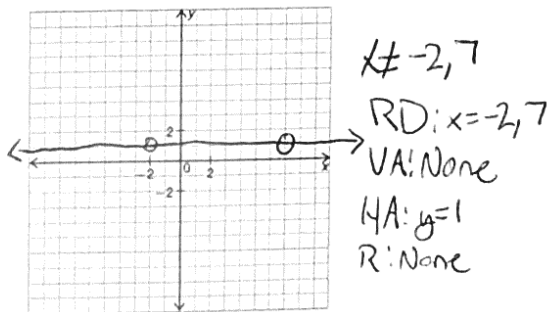 y
x ≠ -2, 7
RD: x = -2, 7
2
-2 0 2 x
VA: None
-2
HA: y = 1
R: None